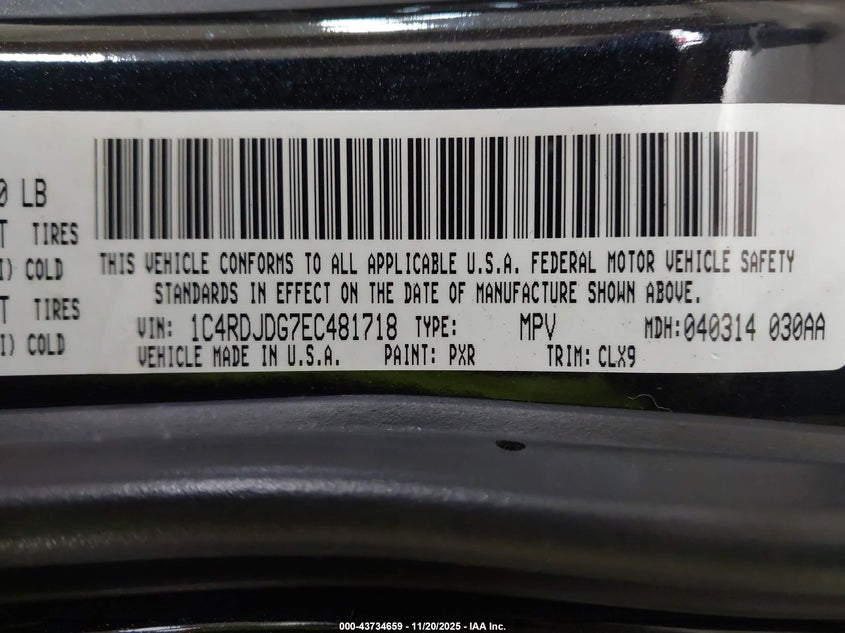 0 LB
T TIRES
I) COLD
T TIRES
I) COLD
THIS VEHICLE CONFORMS TO ALL APPLICABLE U.S.A. FEDERAL MOTOR VEHICLE SAFETY
STANDARDS IN EFFECT ON THE DATE OF MANUFACTURE SHOWN ABOVE.
VIN: 1C4RDJDG7EC481718 TYPE: MPV MDH:040314 030AA
VEHICLE MADE IN U.S.A. PAINT: PXR TRIM: CLX9
000-43734659 - 11/20/2025 - IAA Inc.